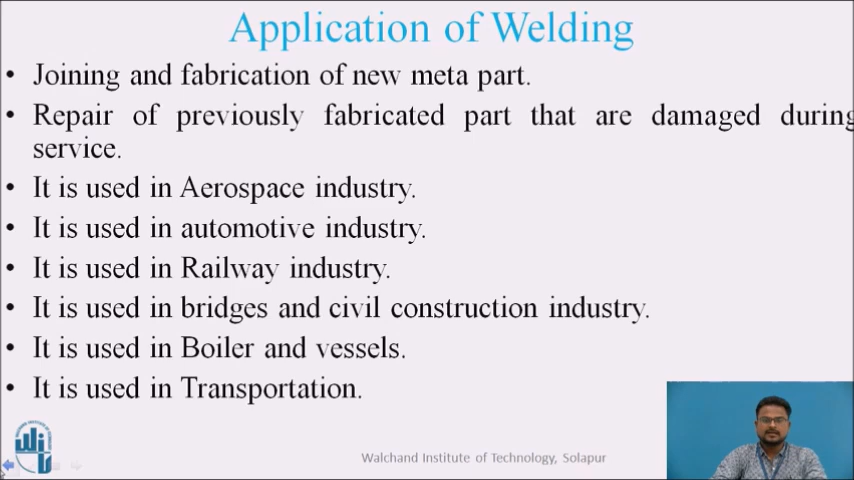 Application of Welding
• Joining and fabrication of new meta part.
• Repair of previously fabricated part that are damaged during
service.
• It is used in Aerospace industry.
• It is used in automotive industry.
• It is used in Railway industry.
• It is used in bridges and civil construction industry.
• It is used in Boiler and vessels.
• It is used in Transportation.
Walchand Institute of Technology, Solapur